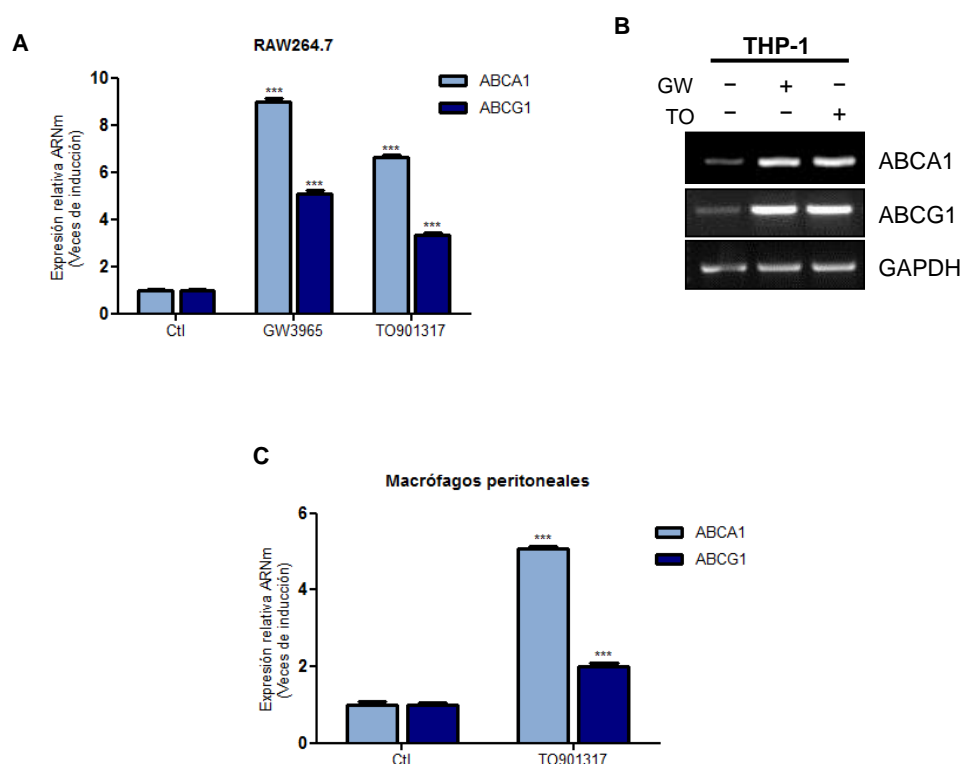 A
RAW264.7
Expresión relativa ARNm
(Veces de inducción)
10
8
6
4
2
0
***
***
***
***
Ctl
GW3965
TO901317
ABCA1
ABCG1
B
THP-1
GW – + –
TO – – +
ABCA1
ABCG1
GAPDH
C
Macrófagos peritoneales
Expresión relativa ARNm
(Veces de inducción)
6
4
2
0
***
***
Ctl
TO901317
ABCA1
ABCG1